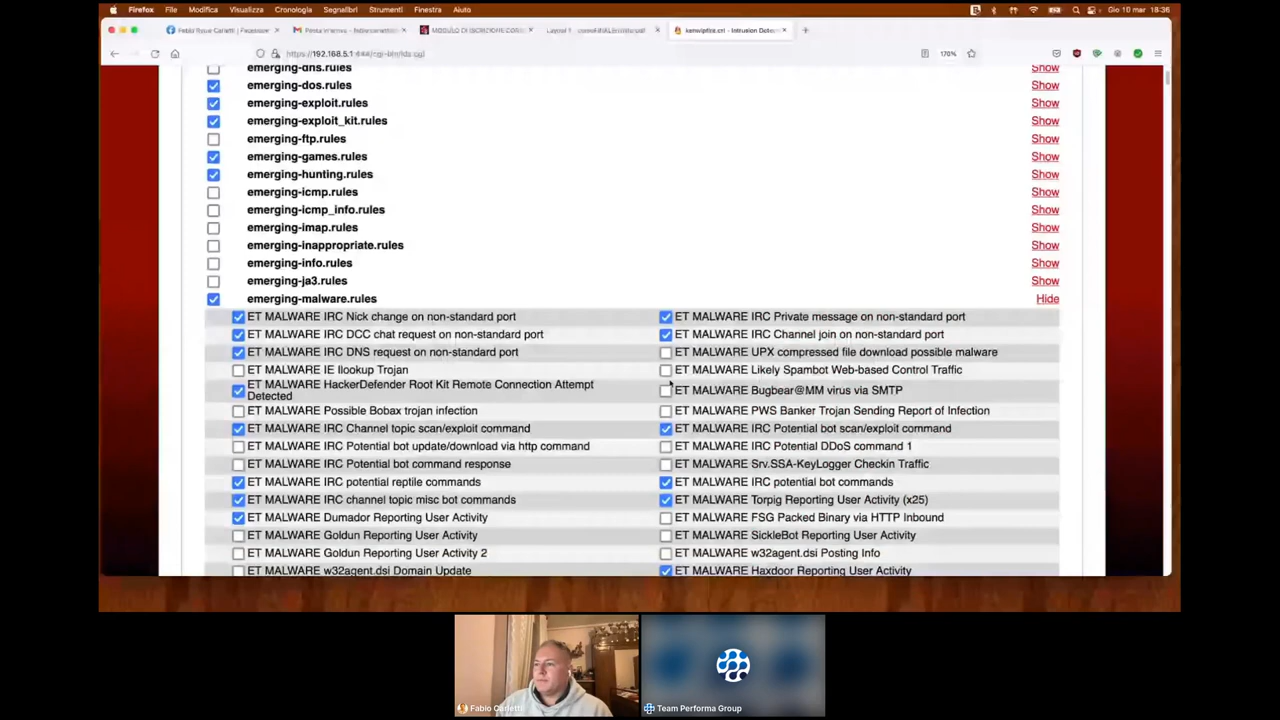 Firefox File Modifica Visualizza Cronologia Segnalibri Strumenti Finestra Aiuto Gio 10 mar 18:36
170%
emerging-dns.rules Show
emerging-dos.rules Show
emerging-exploit.rules Show
emerging-exploit_kit.rules Show
emerging-ftp.rules Show
emerging-games.rules Show
emerging-hunting.rules Show
emerging-icmp.rules Show
emerging-icmp_info.rules Show
emerging-imap.rules Show
emerging-inappropriate.rules Show
emerging-info.rules Show
emerging-ja3.rules Show
emerging-malware.rules Hide
ET MALWARE IRC Nick change on non-standard port ET MALWARE IRC Private message on non-standard port
ET MALWARE IRC DCC chat request on non-standard port ET MALWARE IRC Channel join on non-standard port
ET MALWARE IRC DNS request on non-standard port ET MALWARE UPX compressed file download possible malware
ET MALWARE IE Ilookup Trojan ET MALWARE Likely Spambot Web-based Control Traffic
ET MALWARE HackerDefender Root Kit Remote Connection Attempt
Detected ET MALWARE Bugbear@MM virus via SMTP
ET MALWARE Possible Bobax trojan infection ET MALWARE PWS Banker Trojan Sending Report of Infection
ET MALWARE IRC Channel topic scan/exploit command ET MALWARE IRC Potential bot scan/exploit command
ET MALWARE IRC Potential bot update/download via http command ET MALWARE IRC Potential DDoS command 1
ET MALWARE IRC Potential bot command response ET MALWARE Srv.SSA-KeyLogger Checkin Traffic
ET MALWARE IRC potential reptile commands ET MALWARE IRC potential bot commands
ET MALWARE IRC channel topic misc bot commands ET MALWARE Torpig Reporting User Activity (x25)
ET MALWARE Dumador Reporting User Activity ET MALWARE FSG Packed Binary via HTTP Inbound
ET MALWARE Goldun Reporting User Activity ET MALWARE SickleBot Reporting User Activity
ET MALWARE Goldun Reporting User Activity 2 ET MALWARE w32agent.dsi Posting Info
ET MALWARE w32agent.dsi Domain Update ET MALWARE Haxdoor Reporting User Activity
Team Performa Group